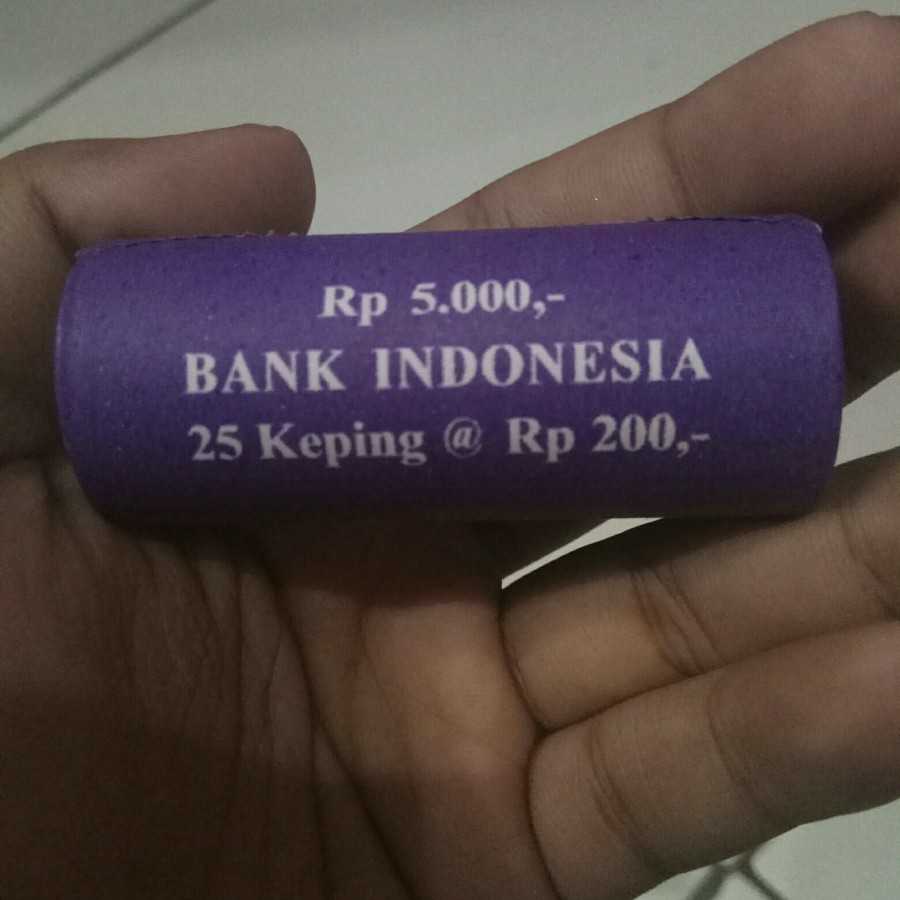 Rp 5.000,-
BANK INDONESIA
25 Keping @ Rp 200,-